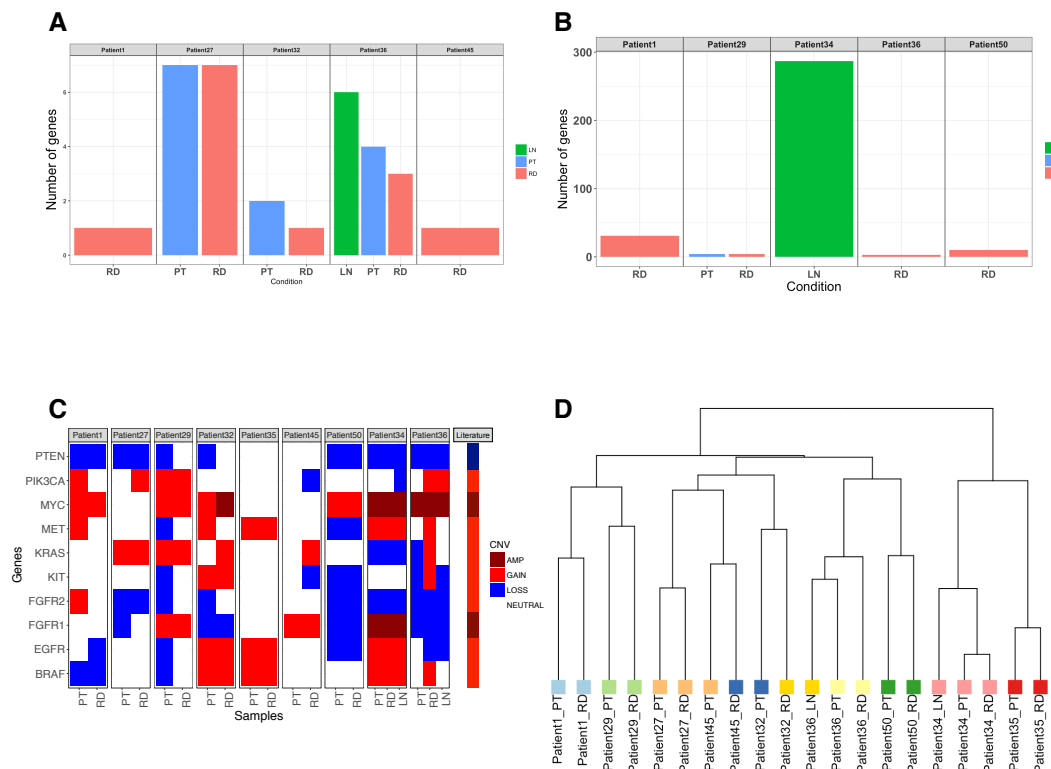 A
Patient1 Patient27 Patient32 Patient36 Patient45
Number of genes
6
4
2
0
RD PT RD PT RD LN PT RD RD
Condition
LN
PT
RD
B
Patient1 Patient29 Patient34 Patient36 Patient50
Number of genes
300
200
100
0
RD PT RD LN RD RD
Condition
C
Patient1 Patient27 Patient29 Patient32 Patient35 Patient45 Patient50 Patient34 Patient36 Literature
Genes
PTEN
PIK3CA
MYC
MET
KRAS
KIT
FGFR2
FGFR1
EGFR
BRAF
PT RD PT RD PT RD PT RD PT RD PT RD PT RD PT RD LN PT RD LN
Samples
CNV
AMP
GAIN
LOSS
NEUTRAL
D
Patient1_PT
Patient1_RD
Patient29_PT
Patient29_RD
Patient27_PT
Patient27_RD
Patient45_PT
Patient45_RD
Patient32_PT
Patient32_RD
Patient36_LN
Patient36_PT
Patient36_RD
Patient50_PT
Patient50_RD
Patient34_LN
Patient34_PT
Patient34_RD
Patient35_PT
Patient35_RD